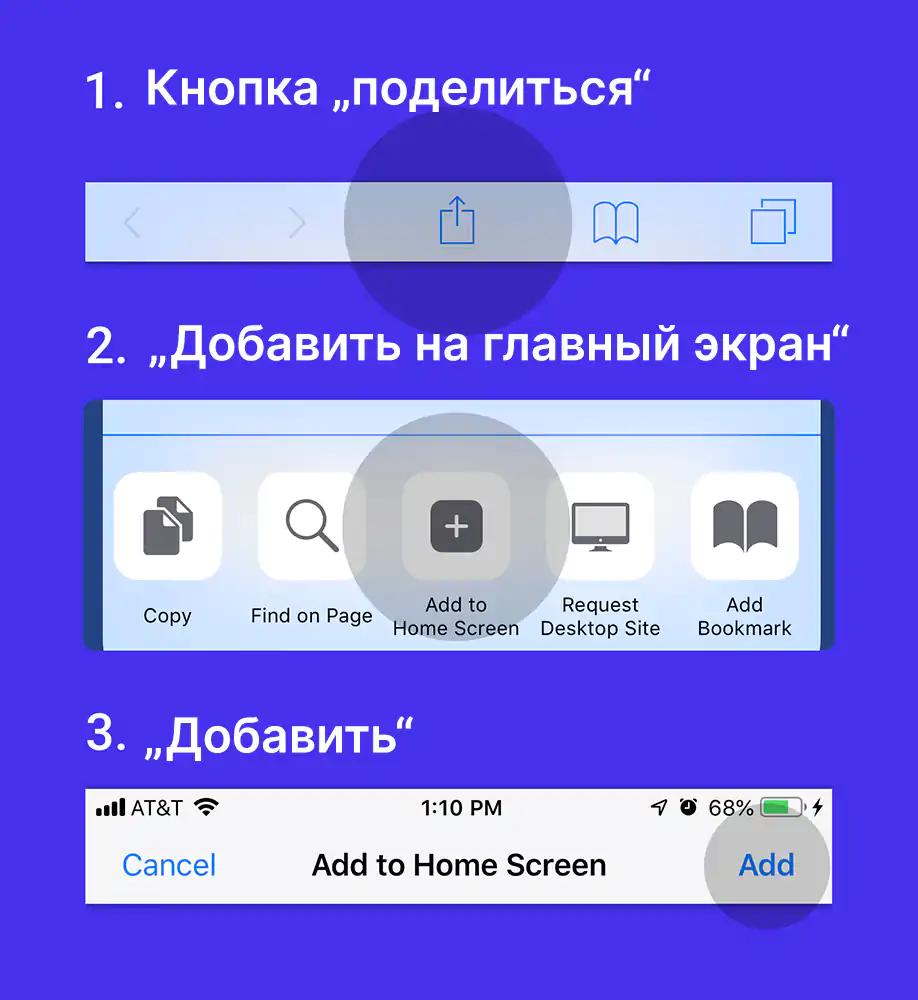 1. Кнопка „поделиться“
2. „Добавить на главный экран“
Copy
Find on Page
Add to
Home Screen
Request
Desktop Site
Add
Bookmark
3. „Добавить“
AT&T 1:10 PM 68%
Cancel Add to Home Screen Add